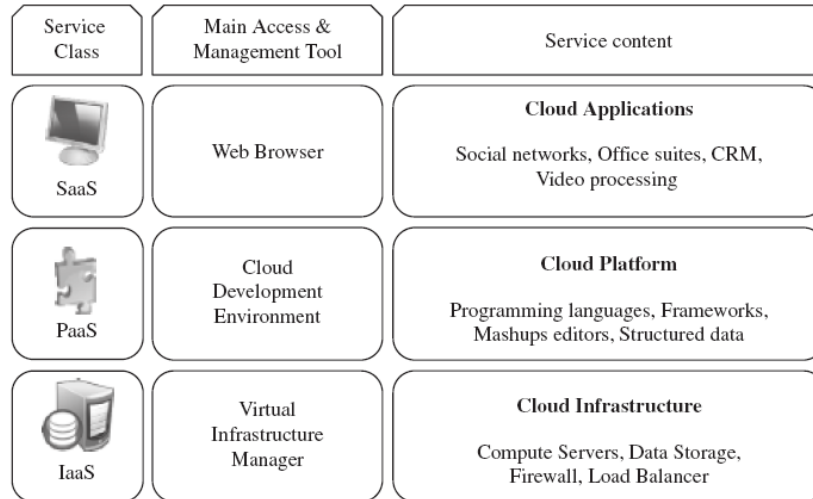 Service
Class
Main Access &
Management Tool
Service content
SaaS
Web Browser
Cloud Applications
Social networks, Office suites, CRM,
Video processing
PaaS
Cloud
Development
Environment
Cloud Platform
Programming languages, Frameworks,
Mashups editors, Structured data
IaaS
Virtual
Infrastructure
Manager
Cloud Infrastructure
Compute Servers, Data Storage,
Firewall, Load Balancer